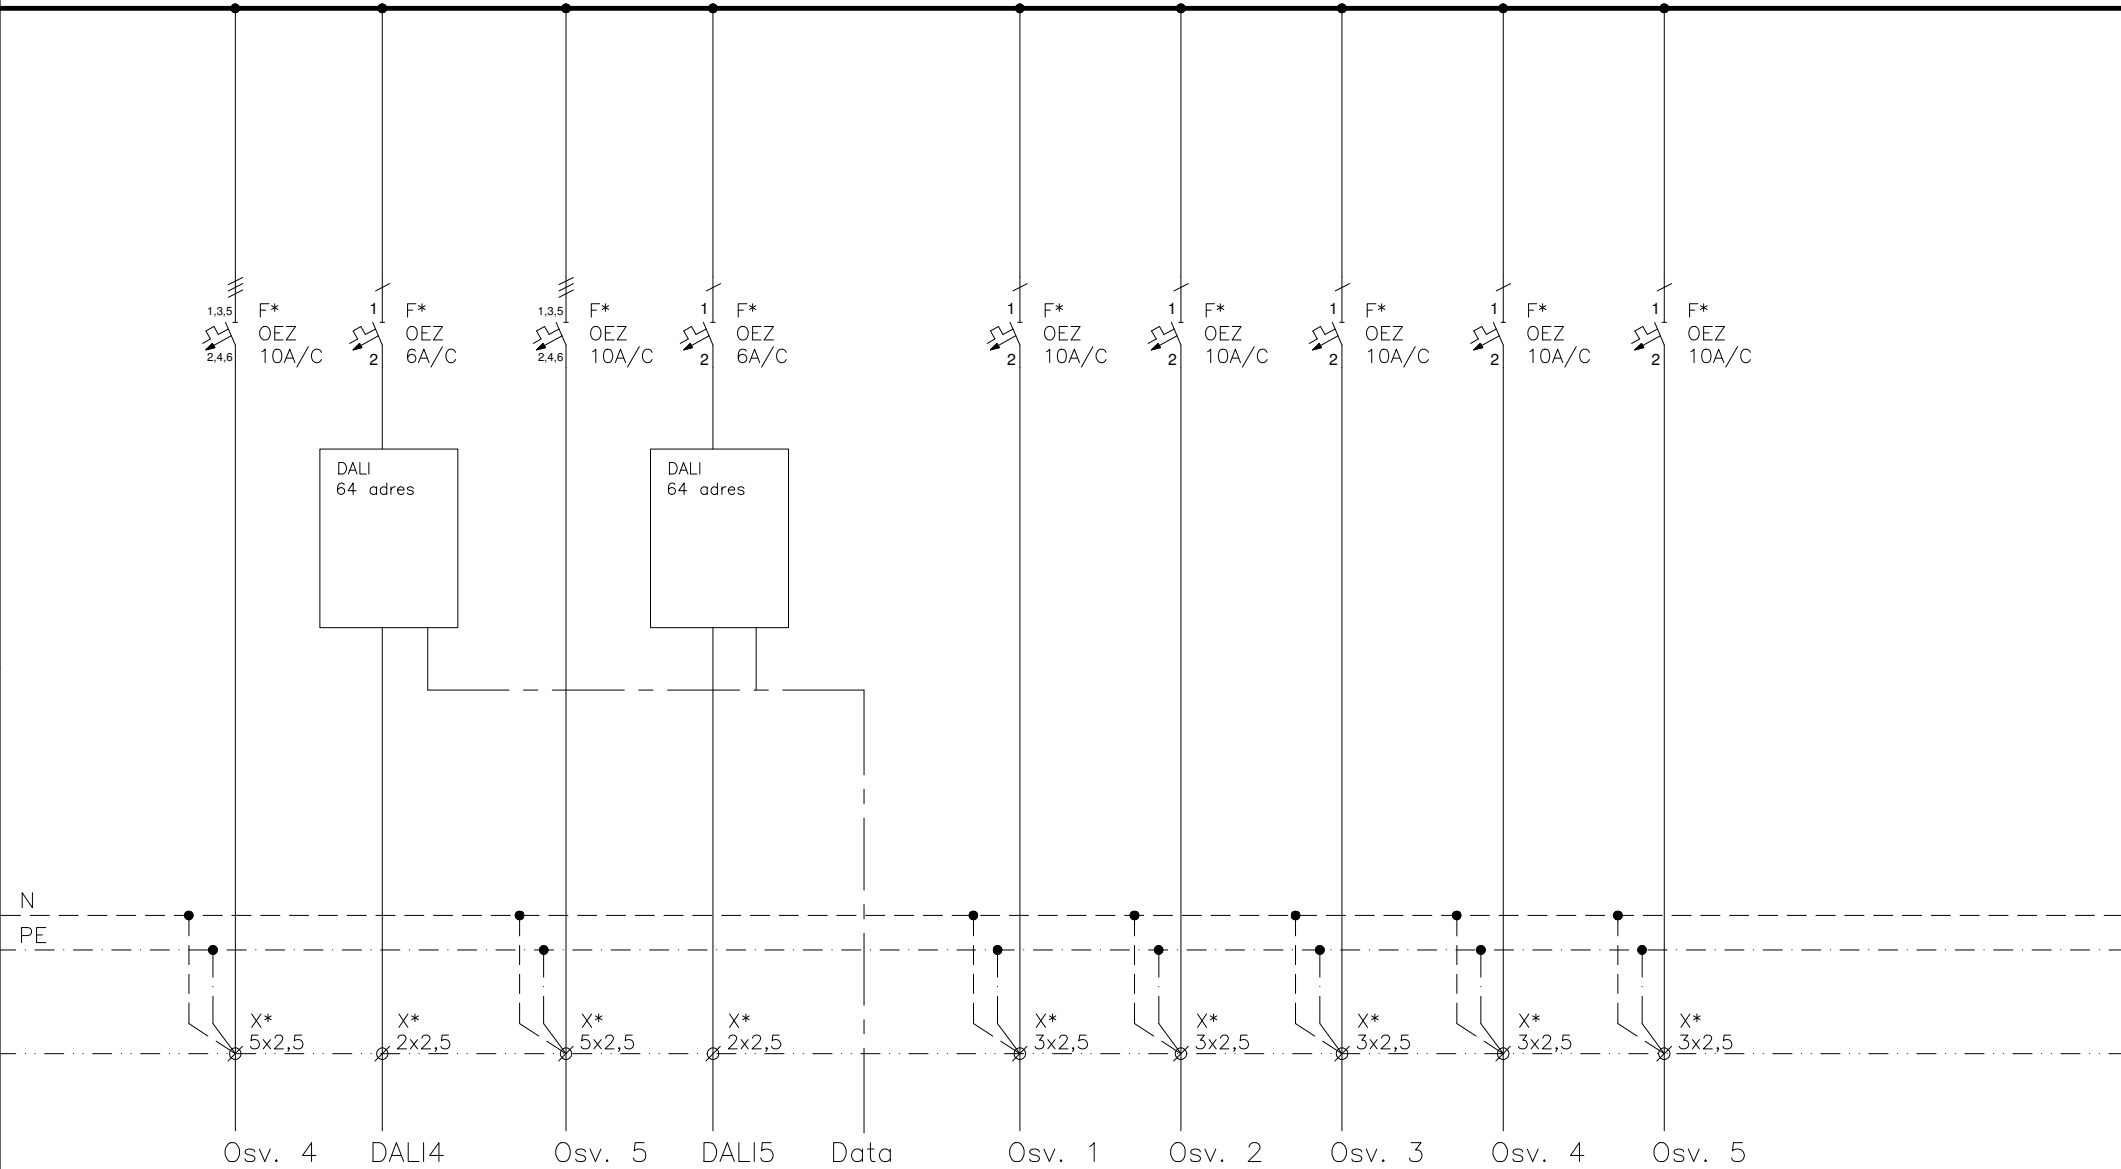 1,3,5
F*
OEZ
10A/C
2,4,6
1
F*
OEZ
6A/C
2
1,3,5
F*
OEZ
10A/C
2,4,6
1
F*
OEZ
6A/C
2
1
F*
OEZ
10A/C
2
1
F*
OEZ
10A/C
2
1
F*
OEZ
10A/C
2
1
F*
OEZ
10A/C
2
1
F*
OEZ
10A/C
2
DALI
64 adres
DALI
64 adres
N
PE
X*
5x2,5
X*
2x2,5
X*
5x2,5
X*
2x2,5
X*
3x2,5
X*
3x2,5
X*
3x2,5
X*
3x2,5
X*
3x2,5
Osv. 4
DALI4
Osv. 5
DALI5
Data
Osv. 1
Osv. 2
Osv. 3
Osv. 4
Osv. 5